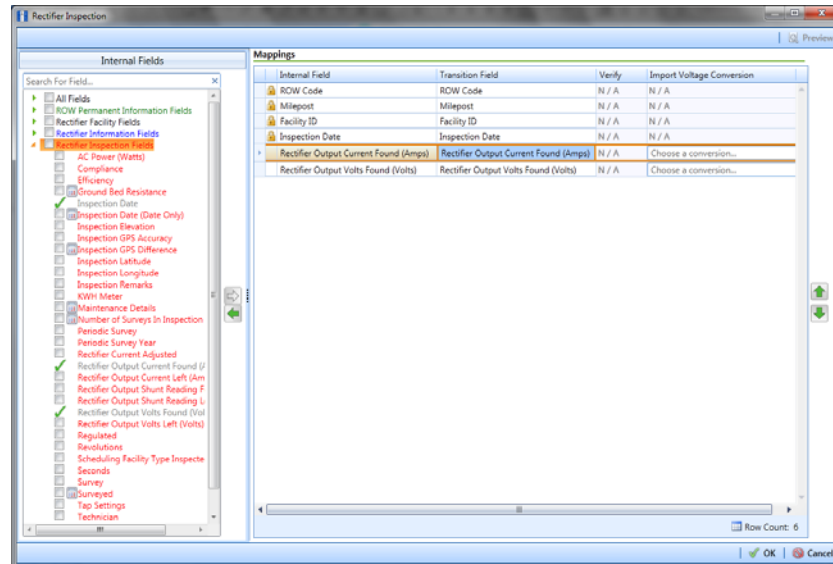 Rectifier Inspection
Preview
Internal Fields
Search For Field...
All Fields
ROW Permanent Information Fields
Rectifier Facility Fields
Rectifier Information Fields
Rectifier Inspection Fields
AC Power (Watts)
Compliance
Efficiency
Ground Bed Resistance
Inspection Date
Inspection Date (Date Only)
Inspection Elevation
Inspection GPS Accuracy
Inspection GPS Difference
Inspection Latitude
Inspection Longitude
Inspection Remarks
KWH Meter
Maintenance Details
Number of Surveys In Inspection
Periodic Survey
Periodic Survey Year
Rectifier Current Adjusted
Rectifier Output Current Found (A
Rectifier Output Current Left (Am
Rectifier Output Shunt Reading F
Rectifier Output Shunt Reading L
Rectifier Output Volts Found (Vol
Rectifier Output Volts Left (Volts)
Regulated
Revolutions
Scheduling Facility Type Inspecte
Seconds
Survey
Surveyed
Tap Settings
Technician
Mappings
Internal Field Transition Field Verify Import Voltage Conversion
ROW Code ROW Code N / A N / A
Milepost Milepost N / A N / A
Facility ID Facility ID N / A N / A
Inspection Date Inspection Date N / A N / A
Rectifier Output Current Found (Amps) Rectifier Output Current Found (Amps) N / A Choose a conversion...
Rectifier Output Volts Found (Volts) Rectifier Output Volts Found (Volts) N / A Choose a conversion...
Row Count: 6
OK Cancel